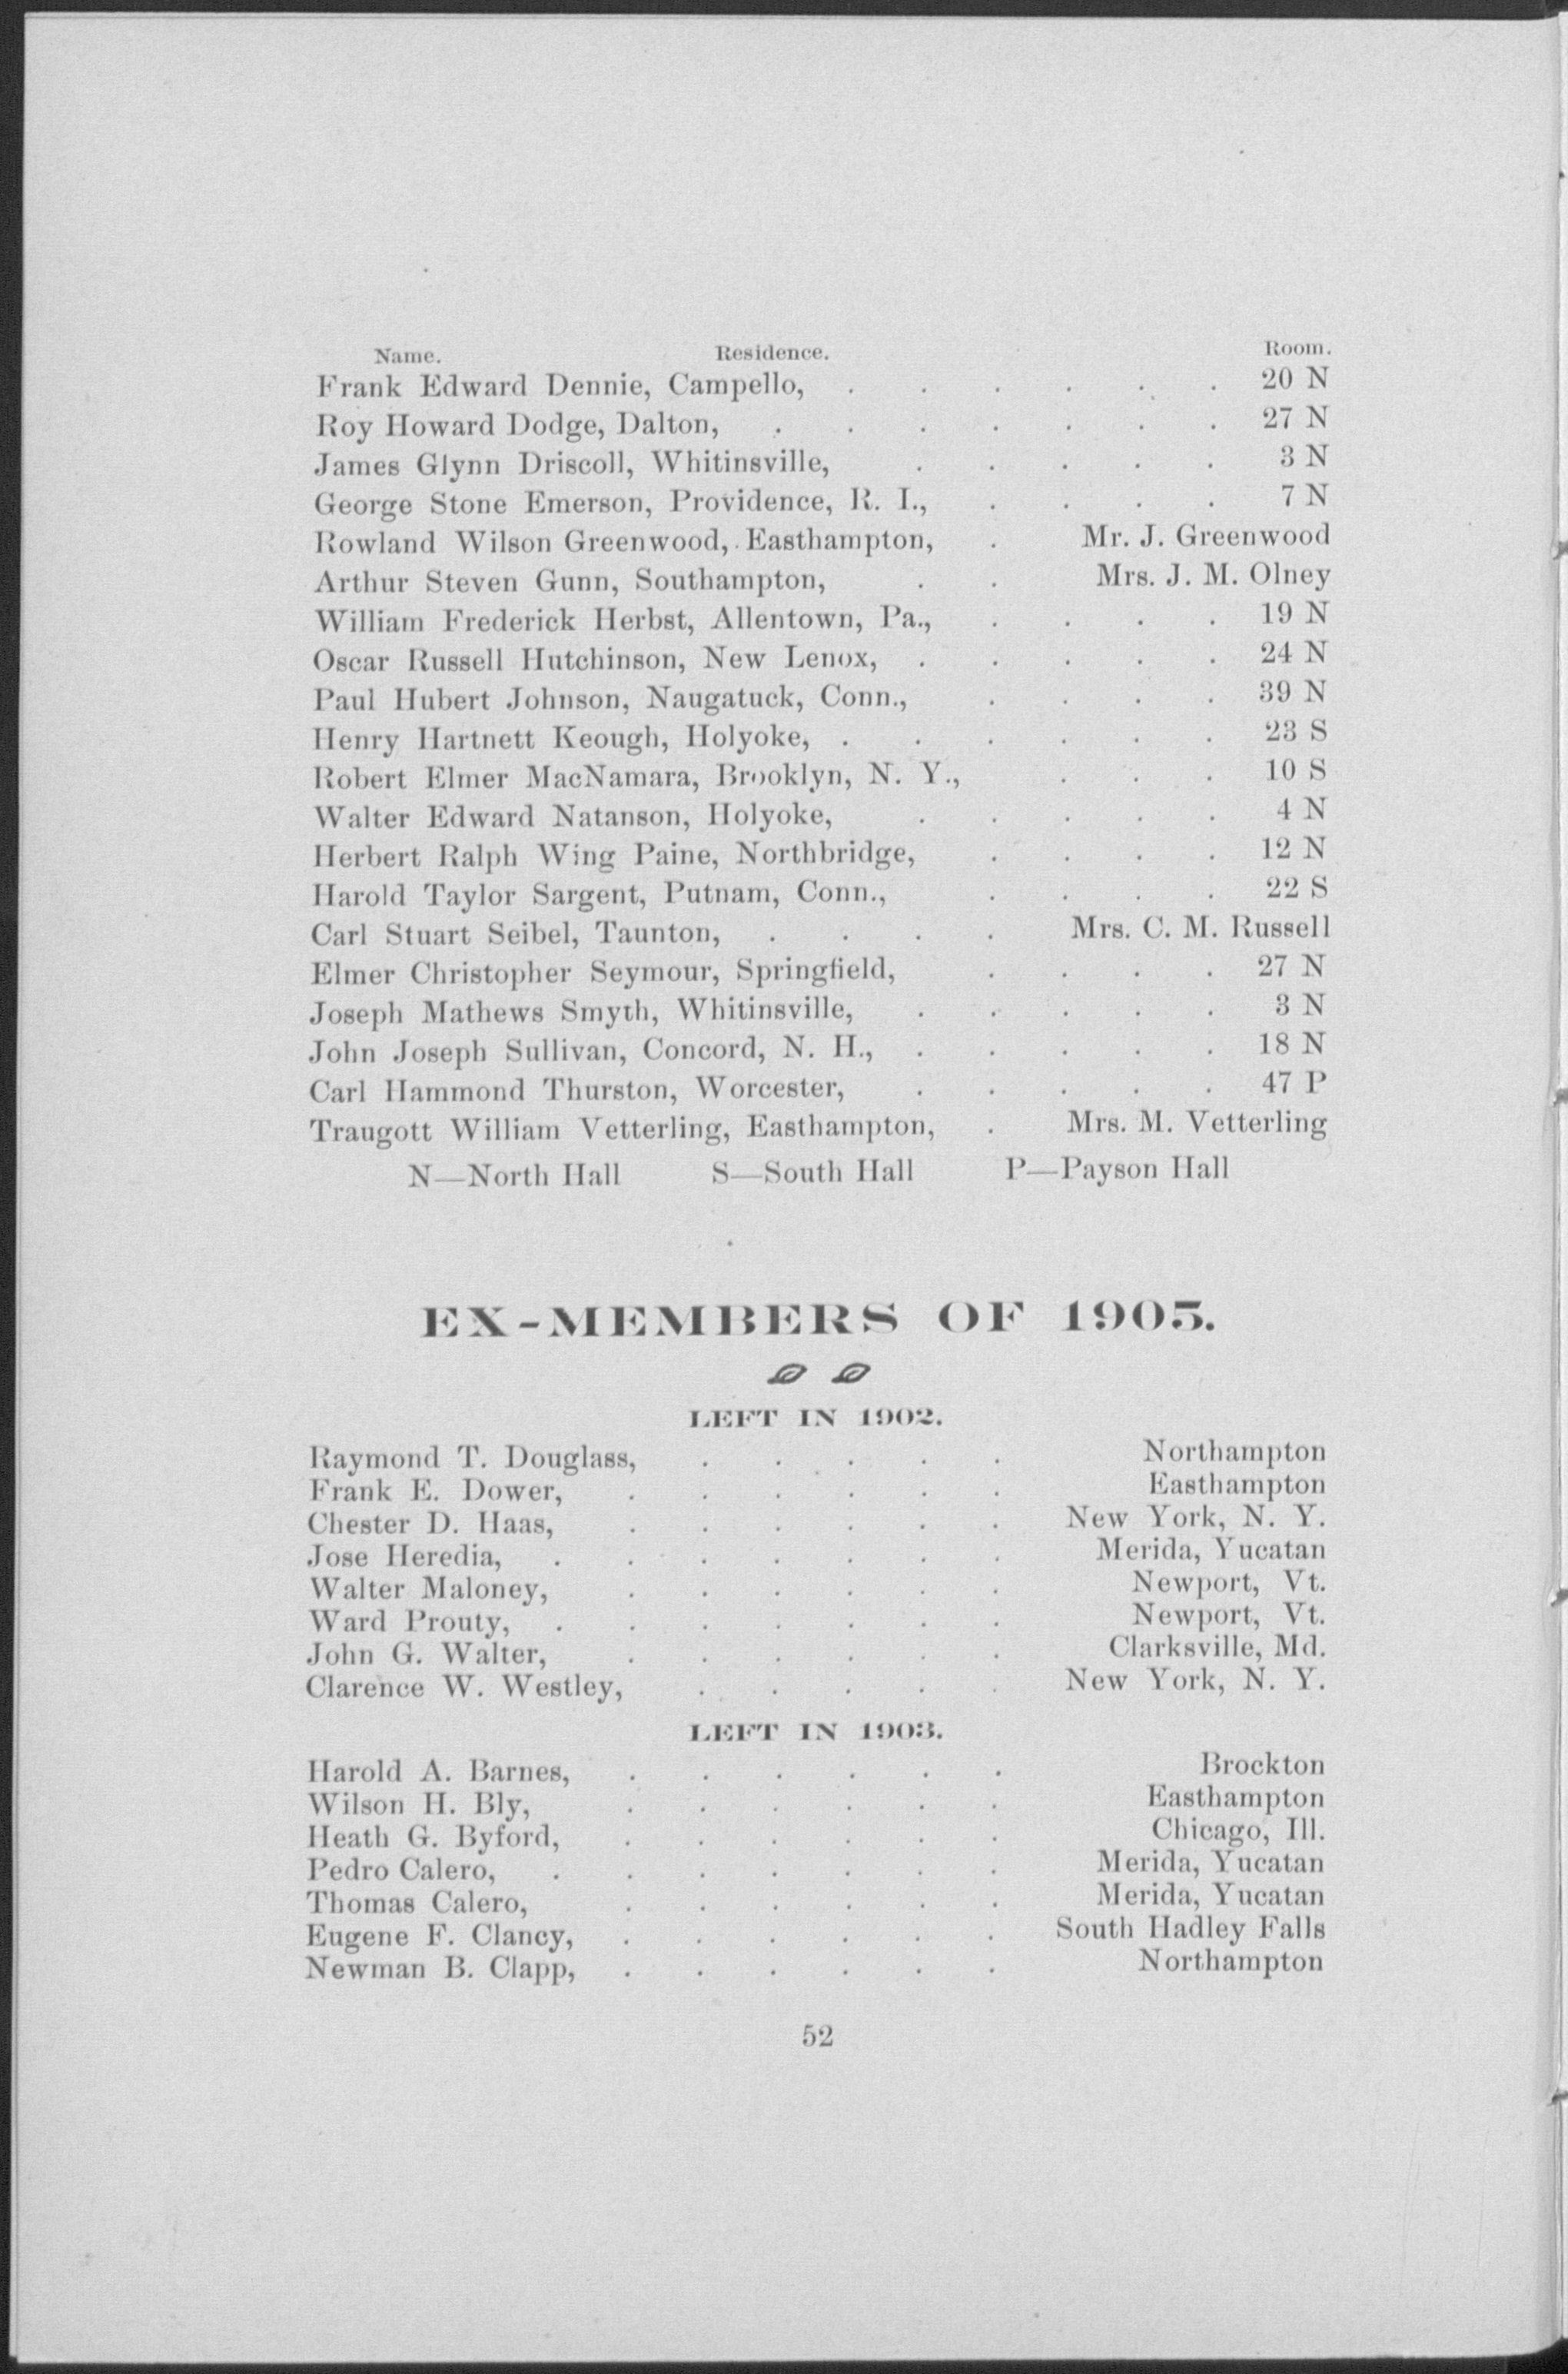 Name. Residence. Room.
Frank Edward Dennie, Campello, . . . . . . 20 N
Roy Howard Dodge, Dalton, . . . . . . . 27 N
James Glynn Driscoll, Whitinsville, . . . . . 3 N
George Stone Emerson, Providence, R. I., . . . . 7 N
Rowland Wilson Greenwood, Easthampton, . Mr. J. Greenwood
Arthur Steven Gunn, Southampton, . . Mrs. J. M. Olney
William Frederick Herbst, Allentown, Pa., . . . . 19 N
Oscar Russell Hutchinson, New Lenox, . . . . . 24 N
Paul Hubert Johnson, Naugatuck, Conn., . . . . 39 N
Henry Hartnett Keough, Holyoke, . . . . . . 23 S
Robert Elmer MacNamara, Brooklyn, N. Y., . . . 10 S
Walter Edward Natanson, Holyoke, . . . . . 4 N
Herbert Ralph Wing Paine, Northbridge, . . . . 12 N
Harold Taylor Sargent, Putnam, Conn., . . . . 22 S
Carl Stuart Seibel, Taunton, . . . . Mrs. C. M. Russell
Elmer Christopher Seymour, Springfield, . . . . 27 N
Joseph Mathews Smyth, Whitinsville, . . . . . 3 N
John Joseph Sullivan, Concord, N. H., . . . . . 18 N
Carl Hammond Thurston, Worcester, . . . . . 47 P
Traugott William Vetterling, Easthampton, . Mrs. M. Vetterling
N—North Hall S—South Hall P—Payson Hall
EX-MEMBERS OF 1905.
LEFT IN 1902.
Raymond T. Douglass, . . . . . Northampton
Frank E. Dower, . . . . . . Easthampton
Chester D. Haas, . . . . . . New York, N. Y.
Jose Heredia, . . . . . . . Merida, Yucatan
Walter Maloney, . . . . . . Newport, Vt.
Ward Prouty, . . . . . . . Newport, Vt.
John G. Walter, . . . . . . Clarksville, Md.
Clarence W. Westley, . . . . . New York, N. Y.
LEFT IN 1903.
Harold A. Barnes, . . . . . . Brockton
Wilson H. Bly, . . . . . . Easthampton
Heath G. Byford, . . . . . . Chicago, Ill.
Pedro Calero, . . . . . . . Merida, Yucatan
Thomas Calero, . . . . . . Merida, Yucatan
Eugene F. Clancy, . . . . . . South Hadley Falls
Newman B. Clapp, . . . . . . Northampton
52